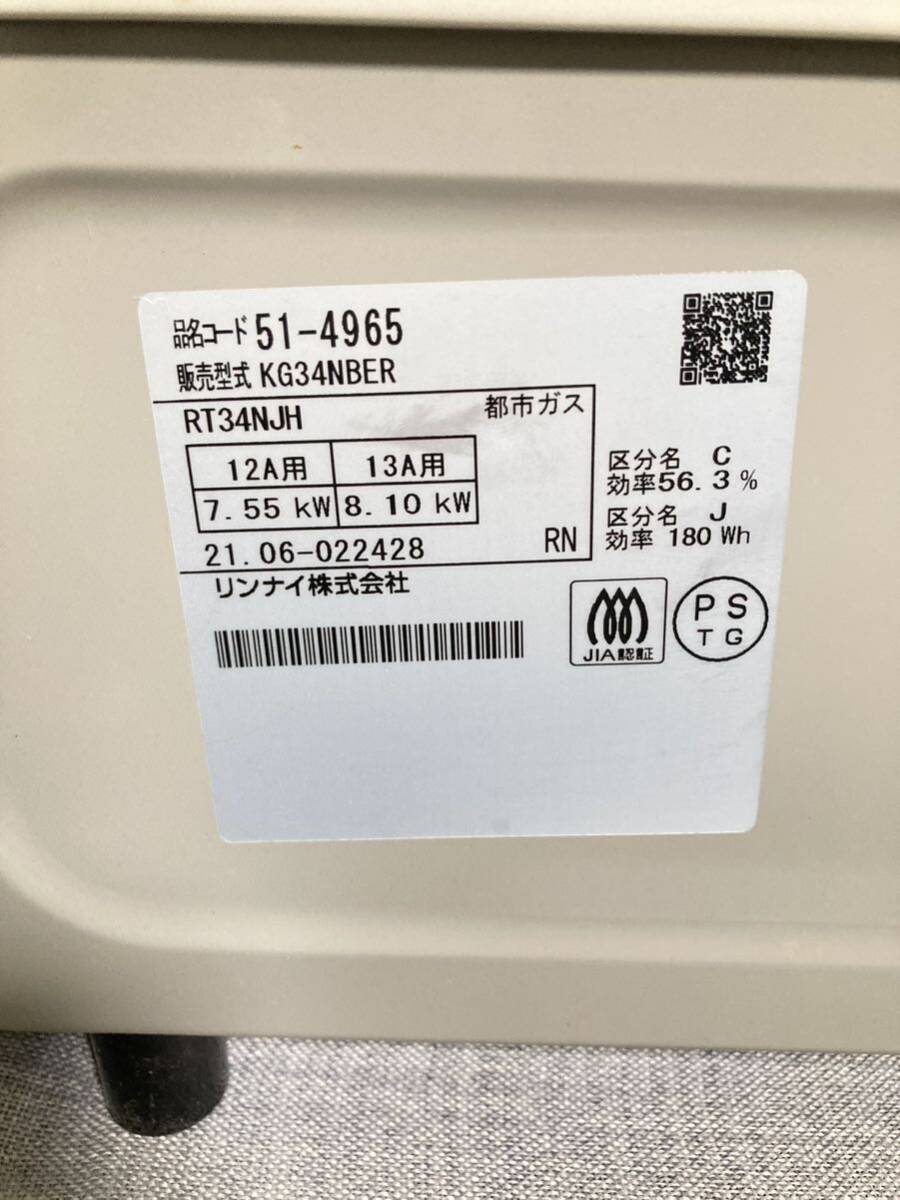 品名コード 51-4965
販売型式 KG34NBER
RT34NJH 都市ガス
12A用 13A用
7.55 kW 8.10 kW
21.06-022428 RN
リンナイ株式会社
区分名 C
効率56.3%
区分名 J
効率 180 Wh
JIA認証
PS
TG